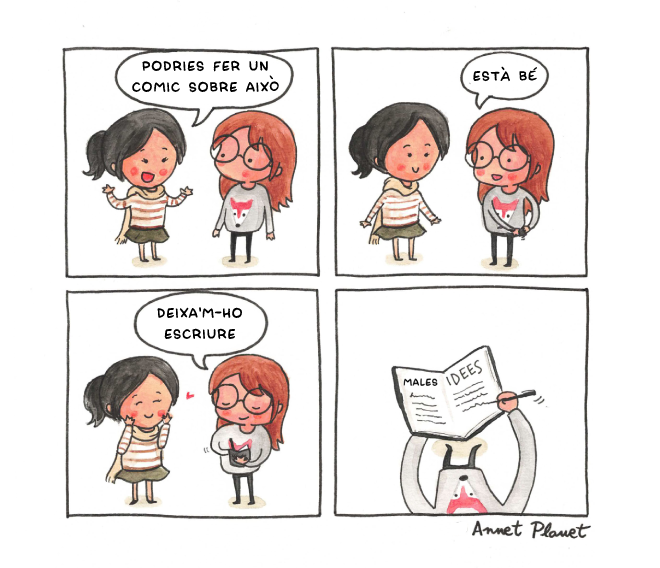 PODRIES FER UN
COMIC SOBRE AIXÒ
ESTÀ BÉ
DEIXA'M-HO
ESCRIURE
MALES IDEES
Annet Planet